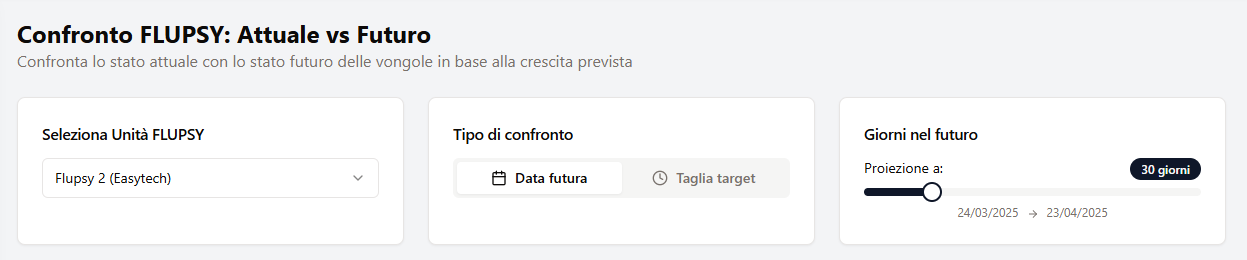 Confronto FLUPSY: Attuale vs Futuro
Confronta lo stato attuale con lo stato futuro delle vongole in base alla crescita prevista
Seleziona Unità FLUPSY
Flupsy 2 (Easytech)
Tipo di confronto
Data futura
Taglia target
Giorni nel futuro
Proiezione a:
30 giorni
24/03/2025 → 23/04/2025